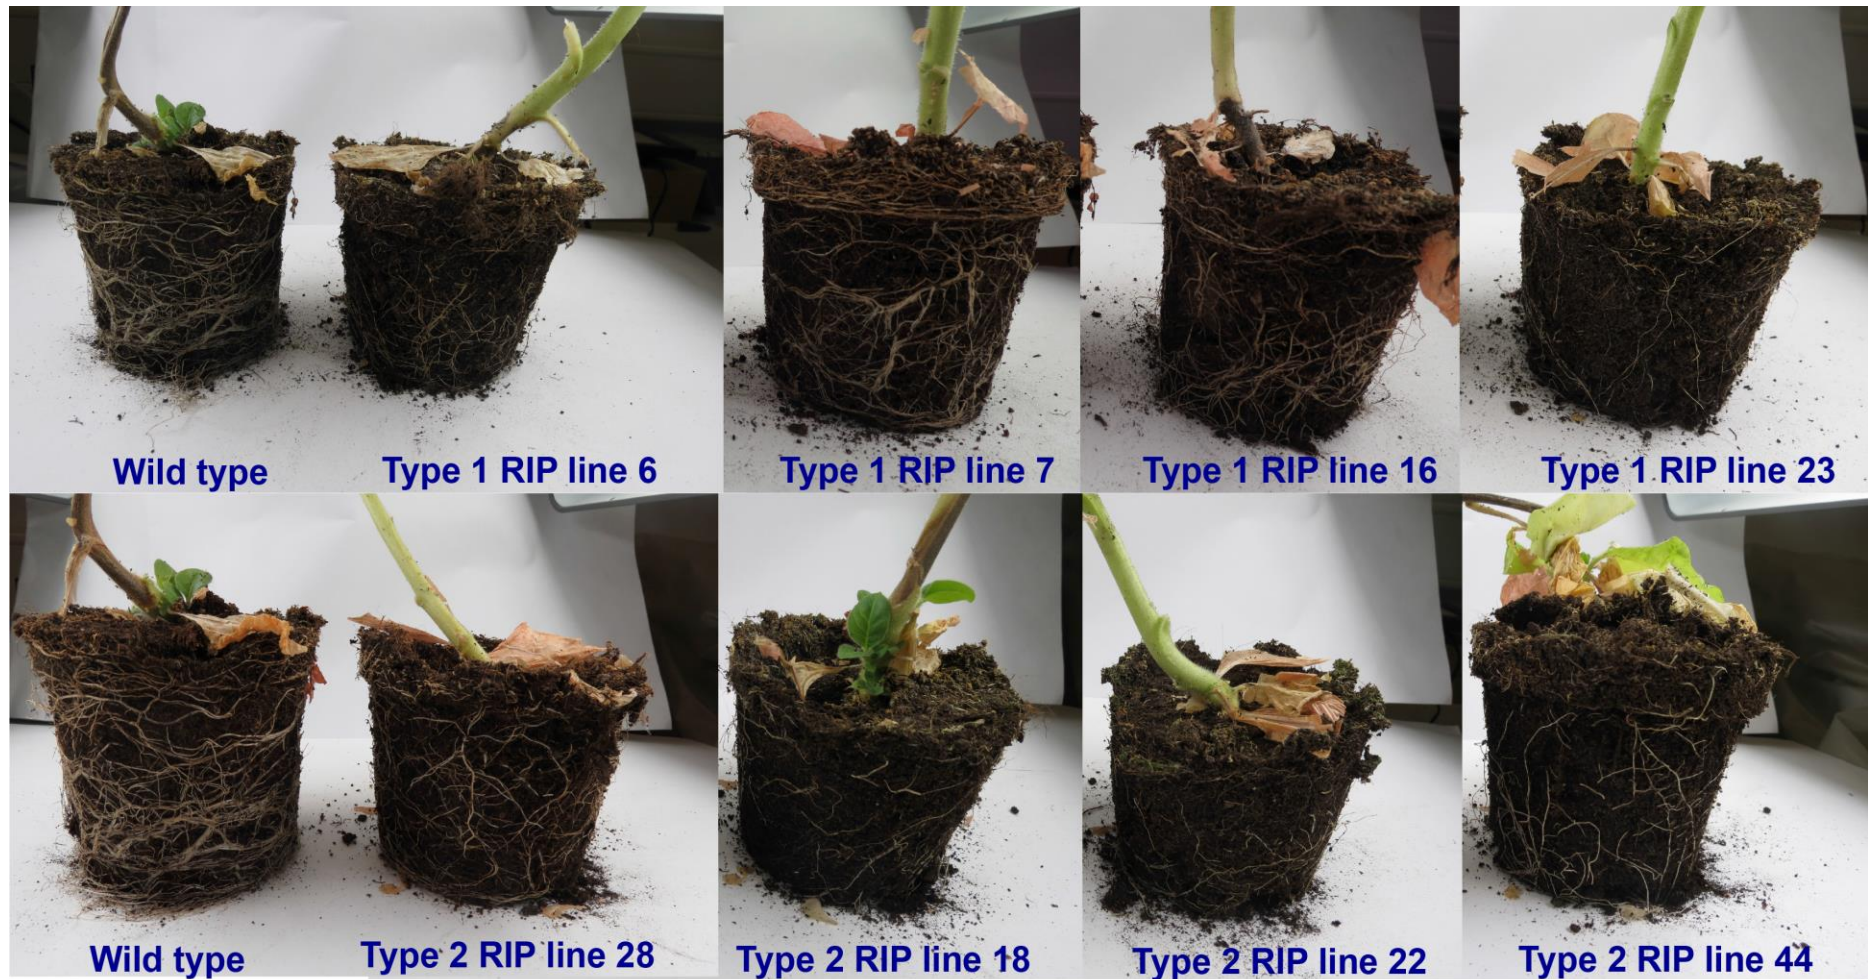 Wild type
Type 1 RIP line 6
Type 1 RIP line 7
Type 1 RIP line 16
Type 1 RIP line 23
Wild type
Type 2 RIP line 28
Type 2 RIP line 18
Type 2 RIP line 22
Type 2 RIP line 44